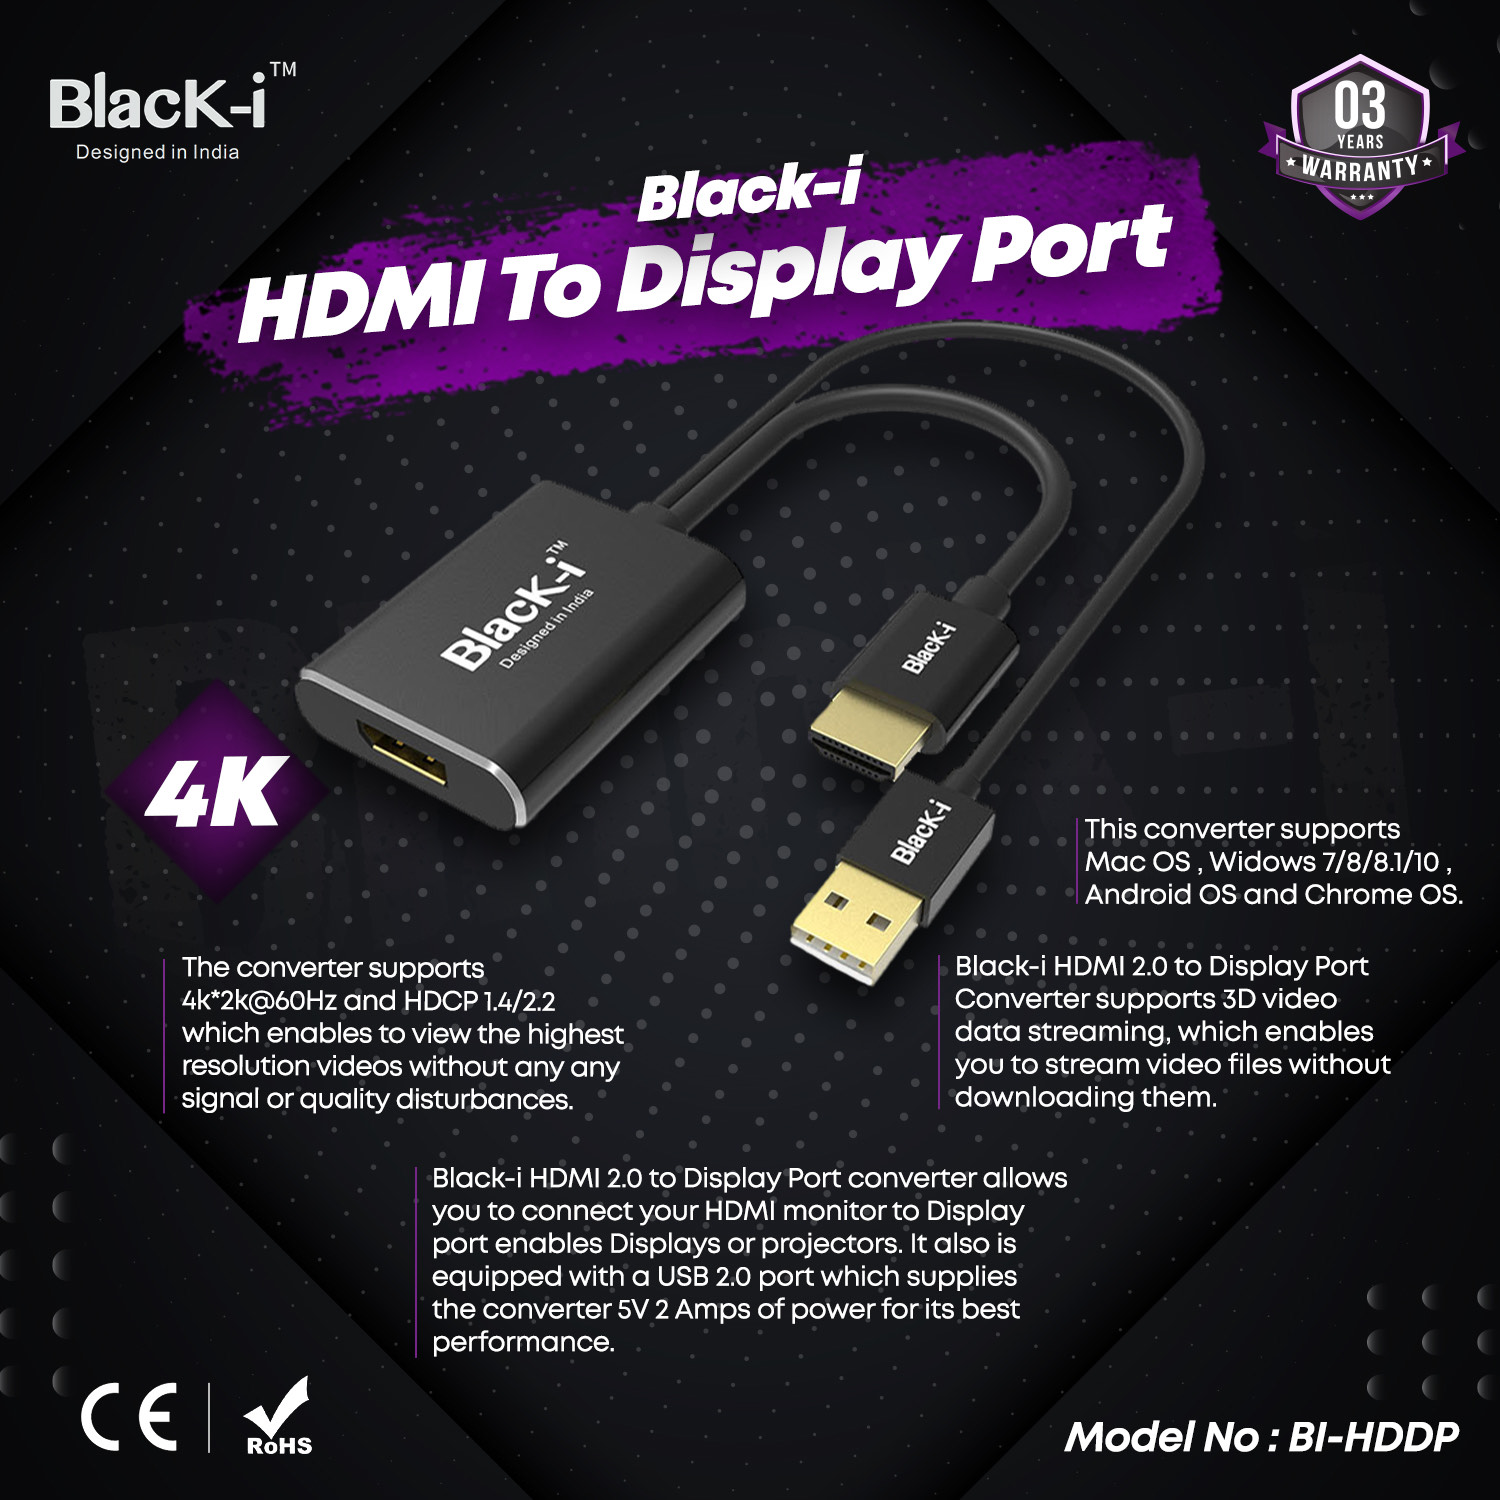 BlacK-i™
Designed in India
03
YEARS
WARRANTY
Black-i
HDMI To Display Port
BlacK-i™
Designed in India
BlacK-i
BlacK-i
4K
This converter supports
Mac OS , Widows 7/8/8.1/10 ,
Android OS and Chrome OS.
The converter supports
4k*2k@60Hz and HDCP 1.4/2.2
which enables to view the highest
resolution videos without any any
signal or quality disturbances.
Black-i HDMI 2.0 to Display Port
Converter supports 3D video
data streaming, which enables
you to stream video files without
downloading them.
Black-i HDMI 2.0 to Display Port converter allows
you to connect your HDMI monitor to Display
port enables Displays or projectors. It also is
equipped with a USB 2.0 port which supplies
the converter 5V 2 Amps of power for its best
performance.
CE
RoHS
Model No : BI-HDDP